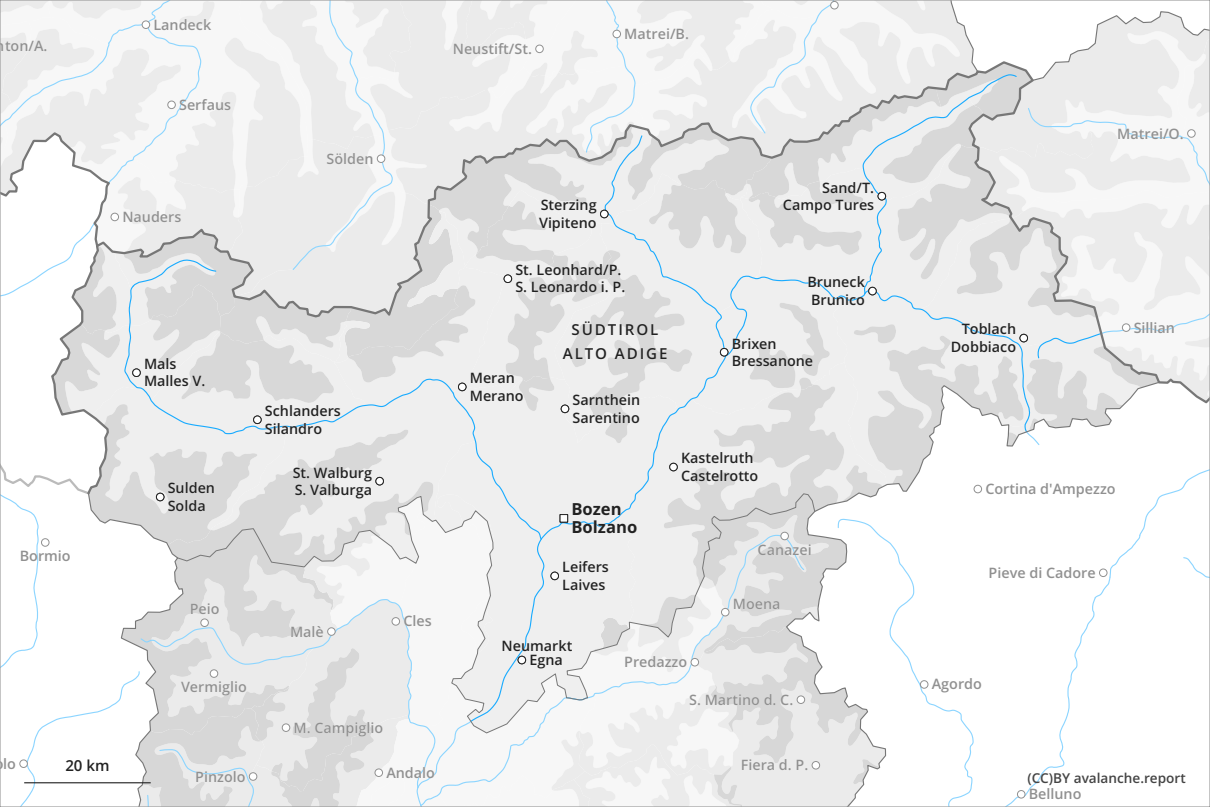 Landeck
Matrei/B.
nton/A.
Neustift/St.
Serfaus
Matrei/O.
Sölden
Sand/T.
Campo Tures
Nauders
Sterzing
Vipiteno
St. Leonhard/P.
S. Leonardo i. P.
Bruneck
Brunico
SÜDTIROL
ALTO ADIGE
Toblach
Dobbiaco
Sillian
Brixen
Bressanone
Mals
Malles V.
Meran
Merano
Schlanders
Silandro
Sarnthein
Sarentino
Kastelruth
Castelrotto
St. Walburg
S. Valburga
Sulden
Solda
Cortina d'Ampezzo
Bozen
Bolzano
Bormio
Canazei
Leifers
Laives
Pieve di Cadore
Peio
Moena
Cles
Malè
Neumarkt
Egna
Predazzo
Vermiglio
Agordo
S. Martino d. C.
M. Campiglio
lo
20 km
Pinzolo
Andalo
Fiera d. P.
(CC)BY avalanche.report
Belluno